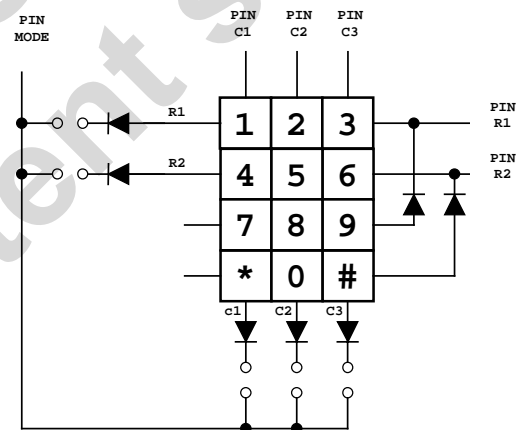 PIN MODE
PIN C1
PIN C2
PIN C3
R1
1 2 3
PIN R1
R2
4 5 6
PIN R2
7 8 9
* 0 #
c1 C2 C3